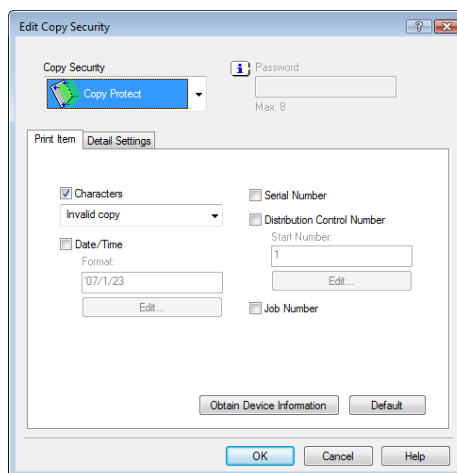 Edit Copy Security
Copy Security
Copy Protect
Password
Max. 8
Print Item
Detail Settings
Characters
Invalid copy
Date/Time
Format:
'07/1/23
Edit...
Serial Number
Distribution Control Number
Start Number:
1
Edit...
Job Number
Obtain Device Information
Default
OK
Cancel
Help